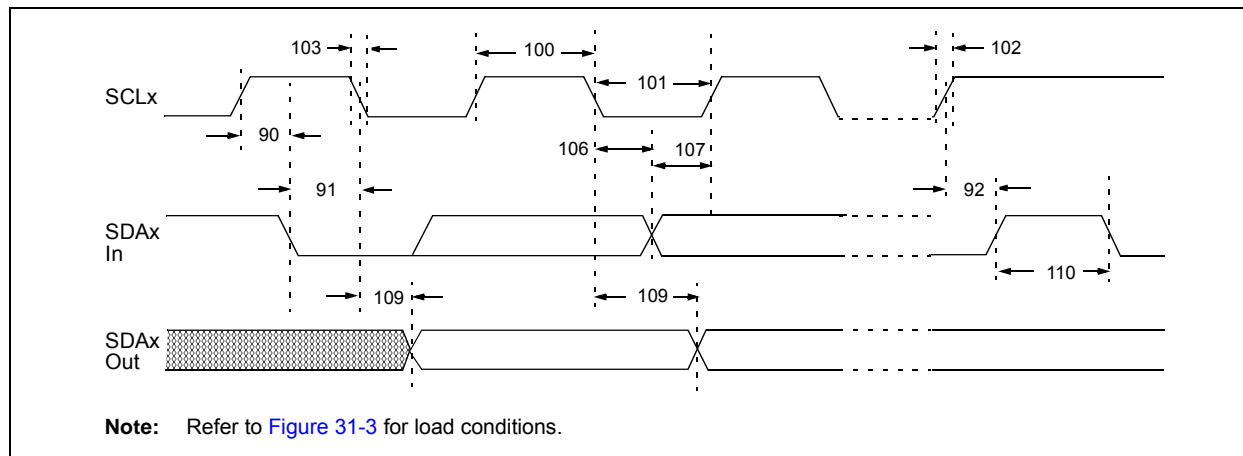 103
100
102
101
SCLx
90
106
107
91
92
SDAx
In
110
109
109
SDAx
Out
Note: Refer to Figure 31-3 for load conditions.